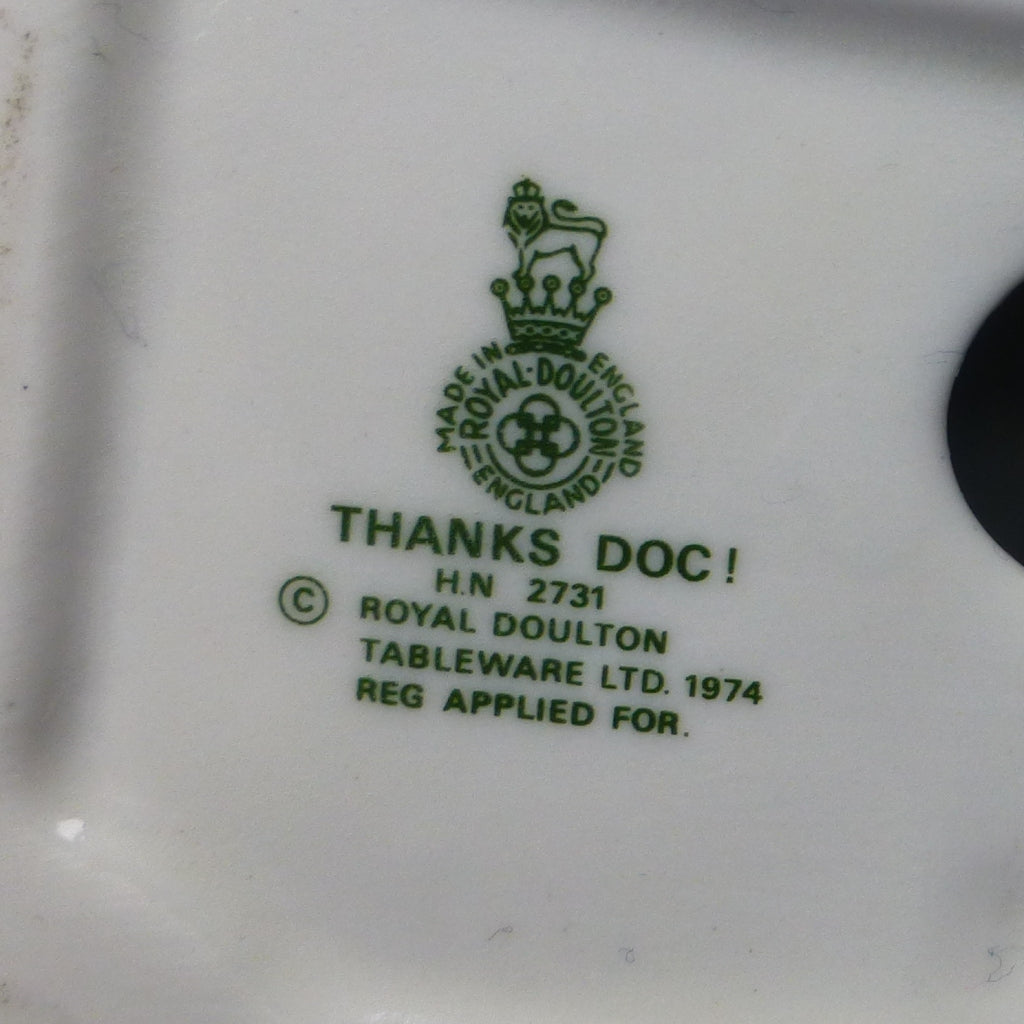 MADE IN ENGLAND
ROYAL·DOULTON
ENGLAND
THANKS DOC!
H.N 2731
© ROYAL DOULTON
TABLEWARE LTD. 1974
REG APPLIED FOR.